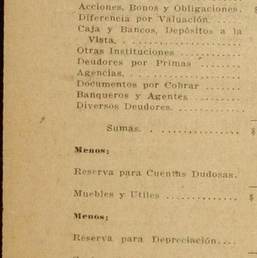 Acciones, Bonos y Obligaciones. $
Diferencia por Valuación.......
Caja y Bancos, Depósitos a la
Vista. ...............
Otras Instituciones ..........
Deudores por Primas ........
Agencias. .................
Documentos por Cobrar ......
Banqueros y Agentes .......
Diversos Deudores. .........
Sumas. ............
Menos:
Reserva para Cuentas Dudosas.
Muebles y Utiles ........... $
Menos:
Reserva para Depreciación....